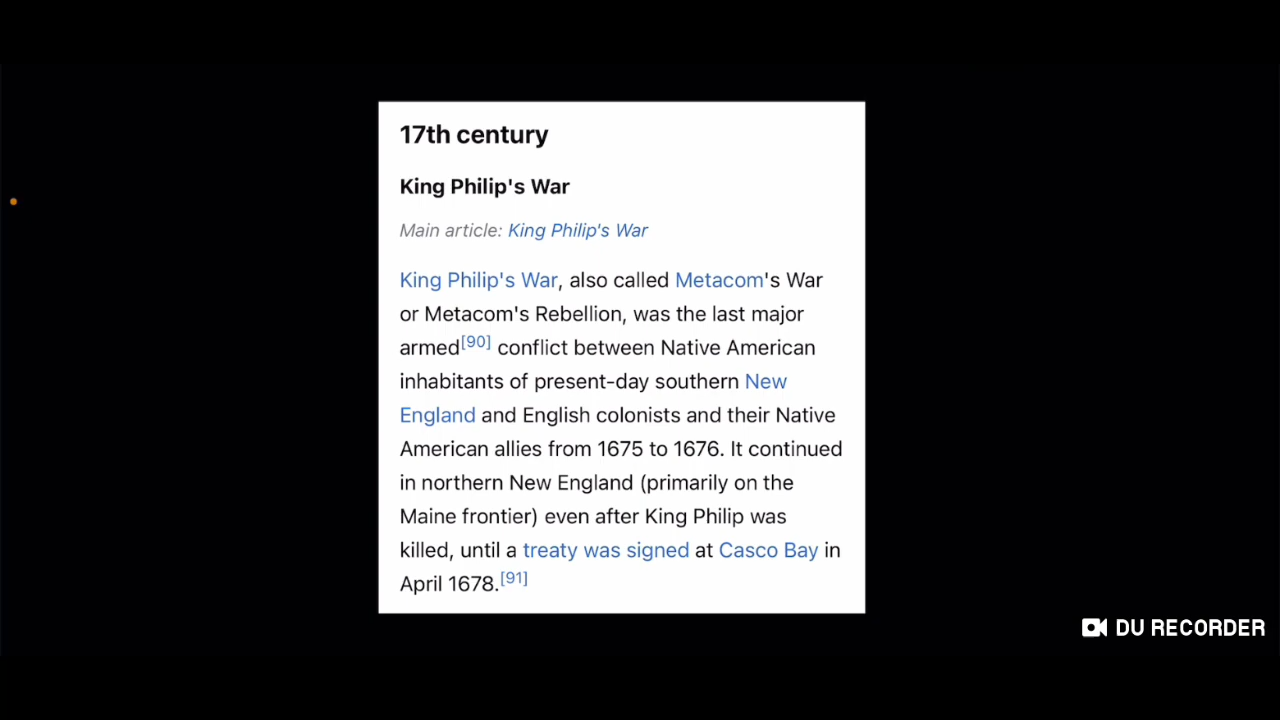 17th century
King Philip's War
Main article: King Philip's War
King Philip's War, also called Metacom's War
or Metacom's Rebellion, was the last major
armed[90] conflict between Native American
inhabitants of present-day southern New
England and English colonists and their Native
American allies from 1675 to 1676. It continued
in northern New England (primarily on the
Maine frontier) even after King Philip was
killed, until a treaty was signed at Casco Bay in
April 1678.[91]
DU RECORDER